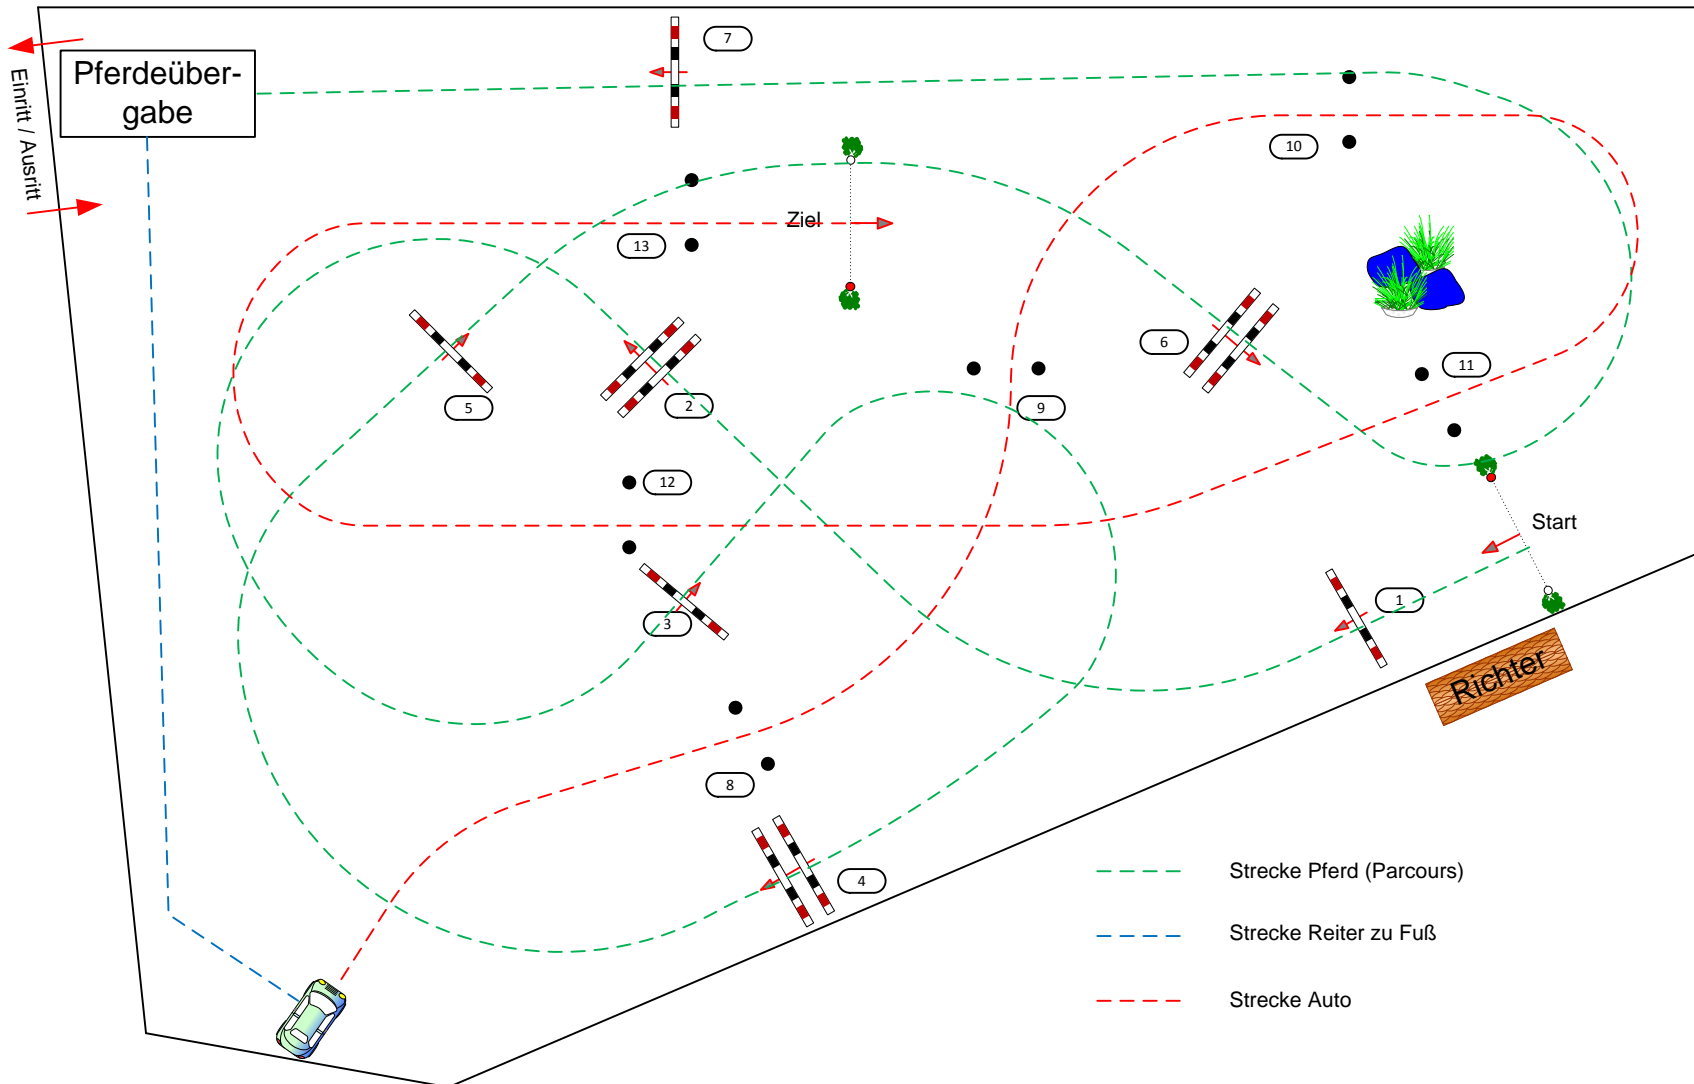 7
Pferdeüber-
gabe
Einritt / Ausritt
10
Ziel
13
6
11
5
2
9
12
Start
1
3
Richter
8
4
Strecke Pferd (Parcours)
Strecke Reiter zu Fuß
Strecke Auto